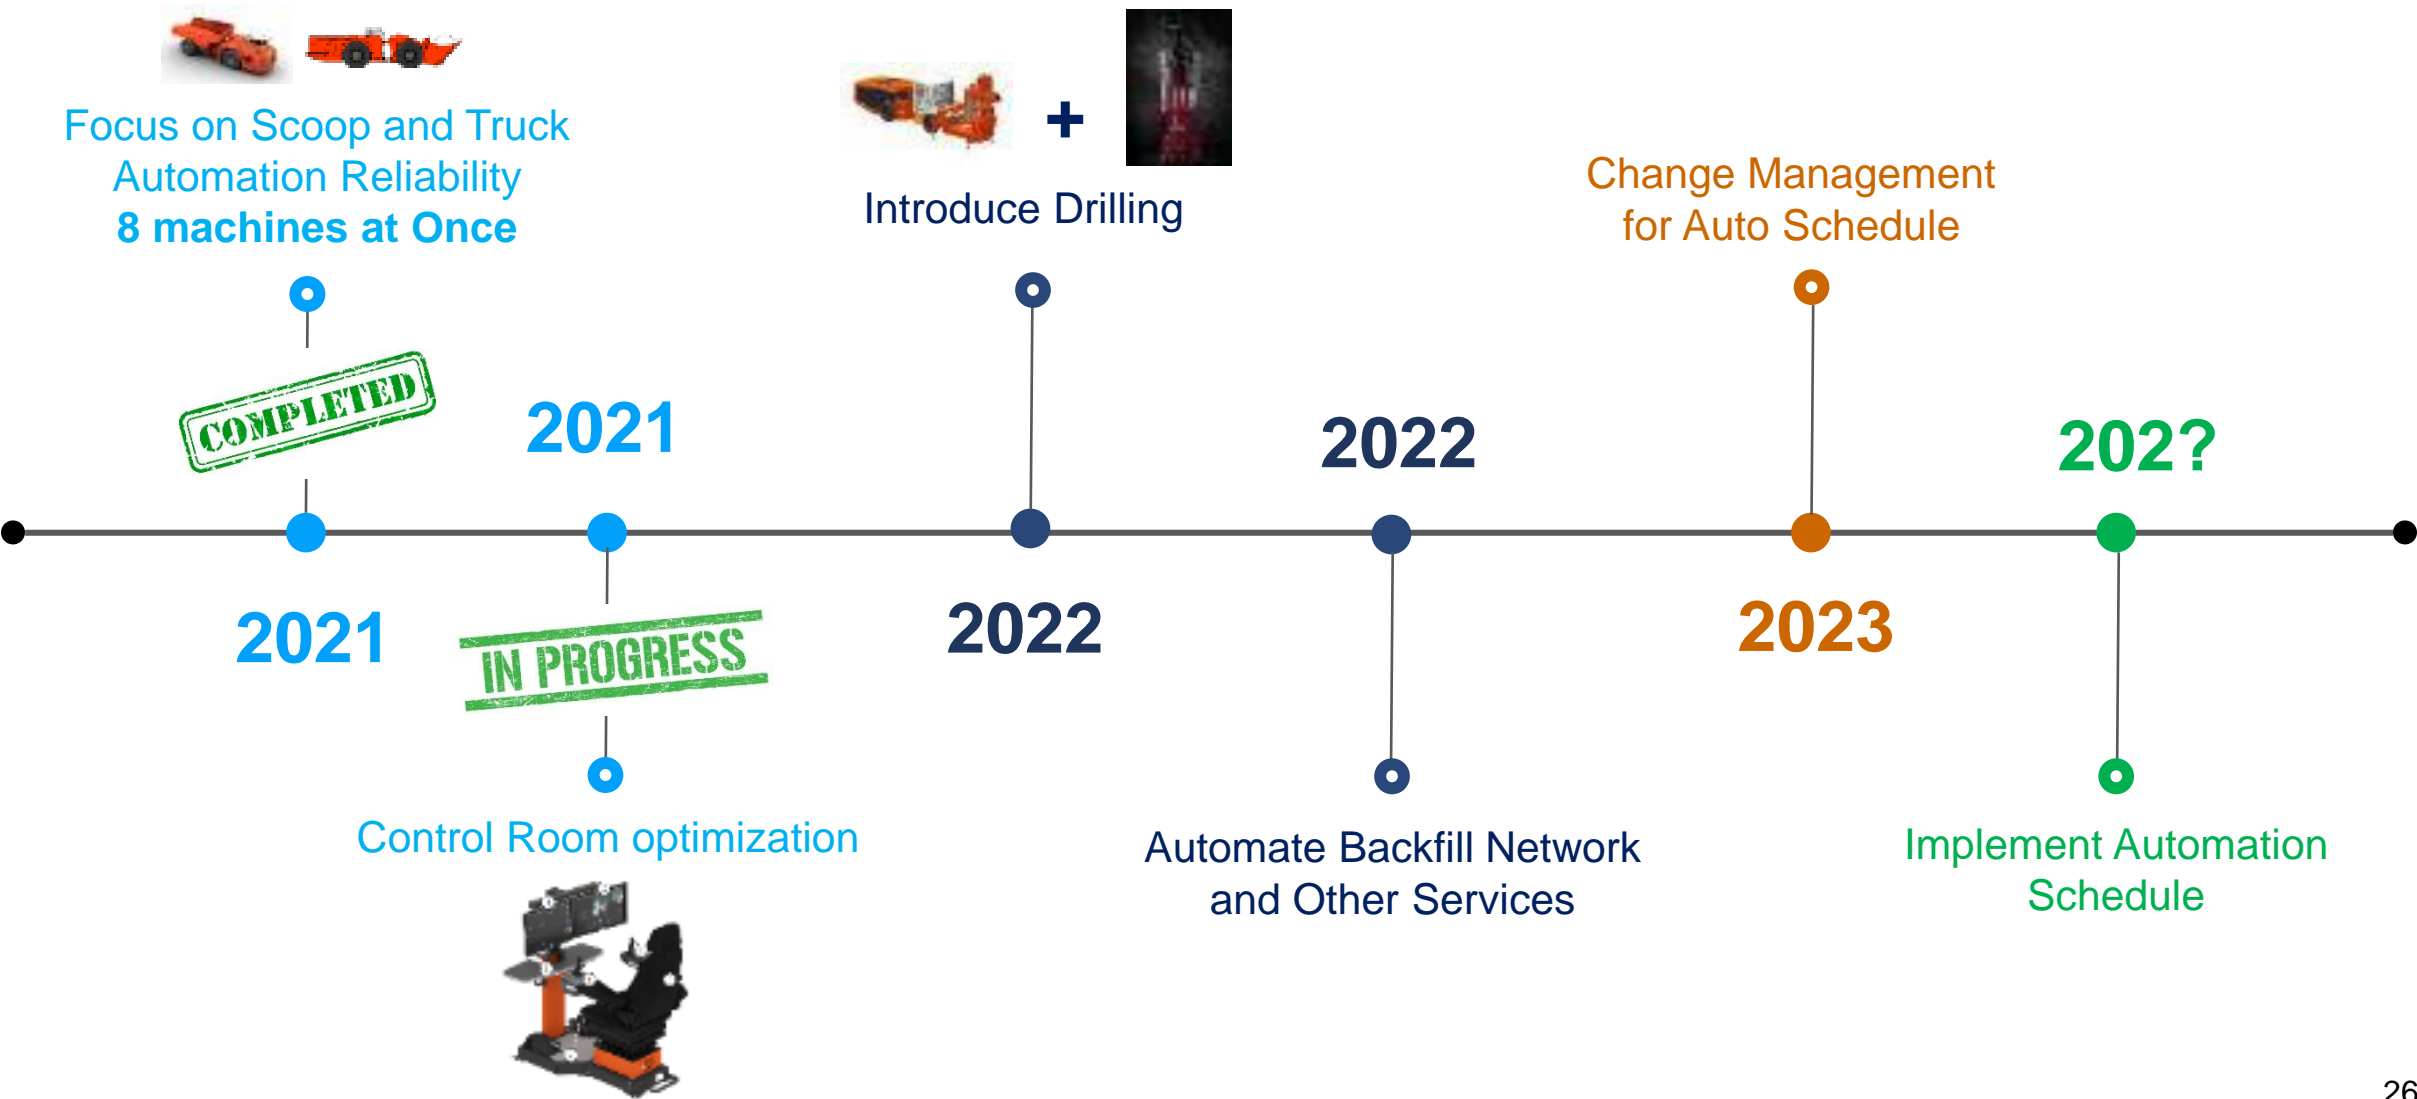 Focus on Scoop and Truck
Automation Reliability
8 machines at Once
COMPLETED
2021
2021
IN PROGRESS
Control Room optimization
+
Introduce Drilling
2022
2022
Automate Backfill Network
and Other Services
Change Management
for Auto Schedule
2023
202?
Implement Automation
Schedule
26